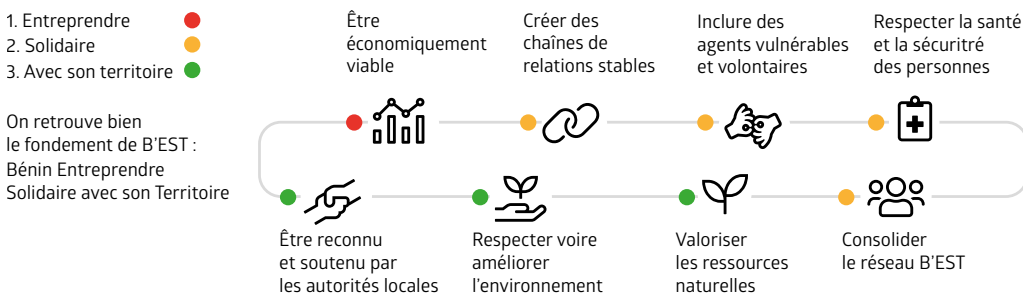 1. Entreprendre
2. Solidaire
3. Avec son territoire
On retrouve bien
le fondement de B'EST :
Bénin Entreprendre
Solidaire avec son Territoire
Être
économiquement
viable
Créer des
chaînes de
relations stables
Inclure des
agents vulnérables
et volontaires
Respecter la santé
et la sécuritré
des personnes
Être reconnu
et soutenu par
les autorités locales
Respecter voire
améliorer
l'environnement
Valoriser
les ressources
naturelles
Consolider
le réseau B'EST